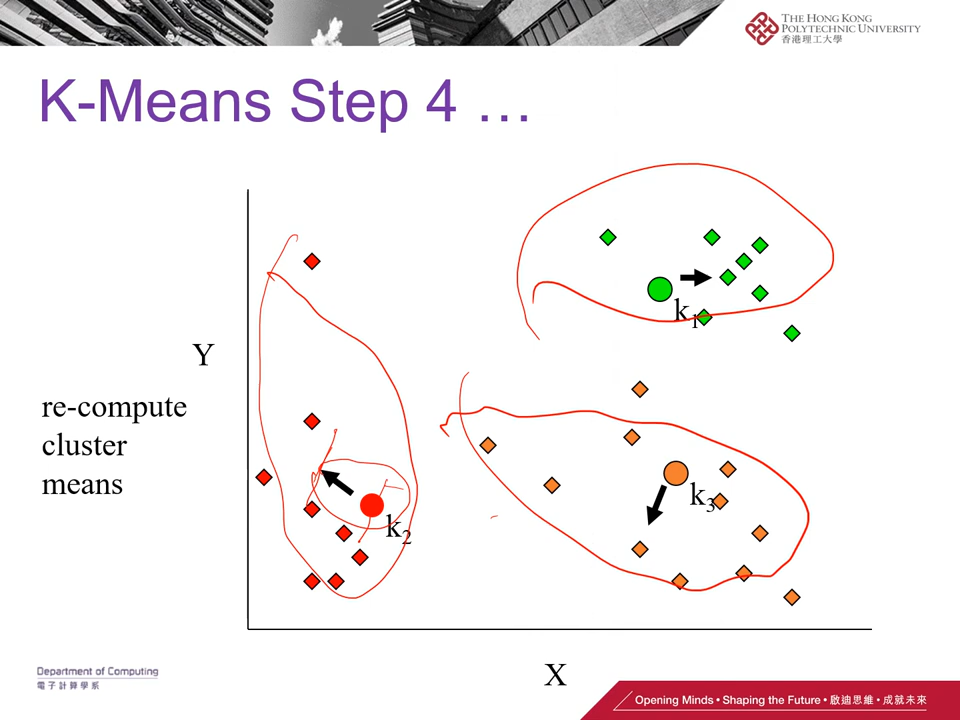 THE HONG KONG
POLYTECHNIC UNIVERSITY
香港理工大學
K-Means Step 4 …
k1
Y
re-compute
cluster
means
k3
k2
X
Department of Computing
電子計算學系
Opening Minds • Shaping the Future • 啟迪思維 • 成就未來